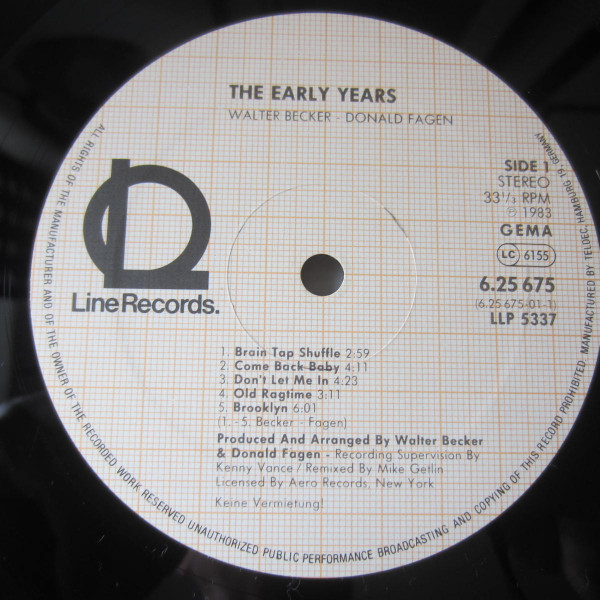 THE EARLY YEARS
WALTER BECKER - DONALD FAGEN
SIDE 1
STEREO
33 1/3 RPM
℗ 1983
GEMA
LC 6155
6.25 675
(6.25 675-01-1)
LLP 5337
Line Records.
1. Brain Tap Shuffle 2:59
2. Come Back Baby 4:11
3. Don't Let Me In 4:23
4. Old Ragtime 3:11
5. Brooklyn 6:01
(1. - 5. Becker - Fagen)
Produced And Arranged By Walter Becker
& Donald Fagen - Recording Supervision By
Kenny Vance / Remixed By Mike Getlin
Licensed By Aero Records, New York
Keine Vermietung!
ALL RIGHTS OF THE MANUFACTURER AND OF THE OWNER OF THE RECORDED WORK RESERVED UNAUTHORIZED PUBLIC PERFORMANCE BROADCASTING AND COPYING OF THIS RECORD PROHIBITED MANUFACTURED BY TELDEC, HAMBURG 19, GERMANY